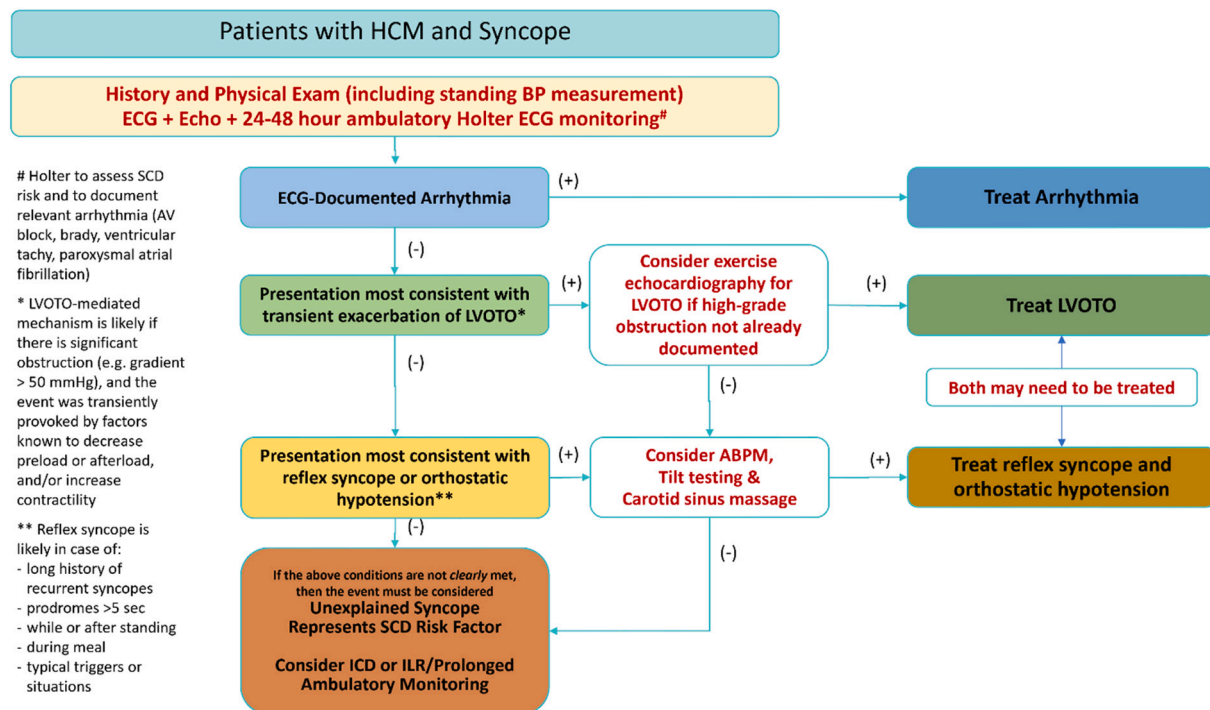 Patients with HCM and Syncope
History and Physical Exam (including standing BP measurement)
ECG + Echo + 24-48 hour ambulatory Holter ECG monitoring#
# Holter to assess SCD
risk and to document
relevant arrhythmia (AV
block, brady, ventricular
tachy, paroxysmal atrial
fibrillation)
* LVOTO-mediated
mechanism is likely if
there is significant
obstruction (e.g. gradient
> 50 mmHg), and the
event was transiently
provoked by factors
known to decrease
preload or afterload,
and/or increase
contractility
** Reflex syncope is
likely in case of:
- long history of
recurrent syncopes
- prodromes >5 sec
- while or after standing
- during meal
- typical triggers or
situations
ECG-Documented Arrhythmia
(+)
Treat Arrhythmia
(-)
Presentation most consistent with
transient exacerbation of LVOTO*
(+)
Consider exercise
echocardiography for
LVOTO if high-grade
obstruction not already
documented
(+)
Treat LVOTO
(-)
(-)
Both may need to be treated
Presentation most consistent with
reflex syncope or orthostatic
hypotension**
(+)
Consider ABPM,
Tilt testing &
Carotid sinus massage
(+)
Treat reflex syncope and
orthostatic hypotension
(-)
(-)
If the above conditions are not clearly met,
then the event must be considered
Unexplained Syncope
Represents SCD Risk Factor
Consider ICD or ILR/Prolonged
Ambulatory Monitoring